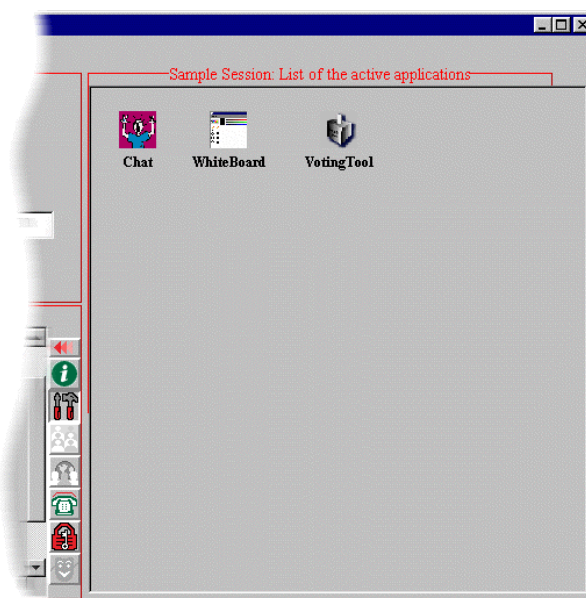 Sample Session: List of the active applications
Chat WhiteBoard VotingTool